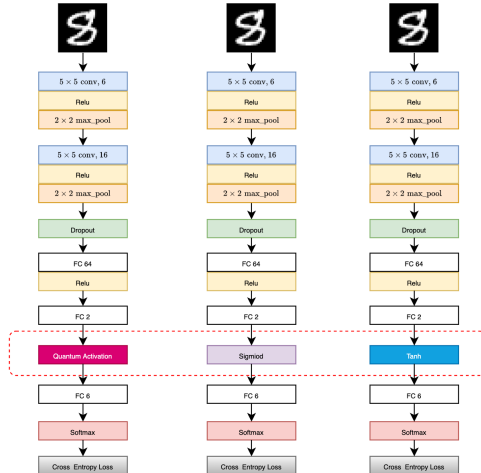 5 × 5 conv, 6
Relu
2 × 2 max_pool
5 × 5 conv, 16
Relu
2 × 2 max_pool
Dropout
FC 64
Relu
FC 2
Quantum Activation
FC 6
Softmax
Cross Entropy Loss
5 × 5 conv, 6
Relu
2 × 2 max_pool
5 × 5 conv, 16
Relu
2 × 2 max_pool
Dropout
FC 64
Relu
FC 2
Sigmiod
FC 6
Softmax
Cross Entropy Loss
5 × 5 conv, 6
Relu
2 × 2 max_pool
5 × 5 conv, 16
Relu
2 × 2 max_pool
Dropout
FC 64
Relu
FC 2
Tanh
FC 6
Softmax
Cross Entropy Loss